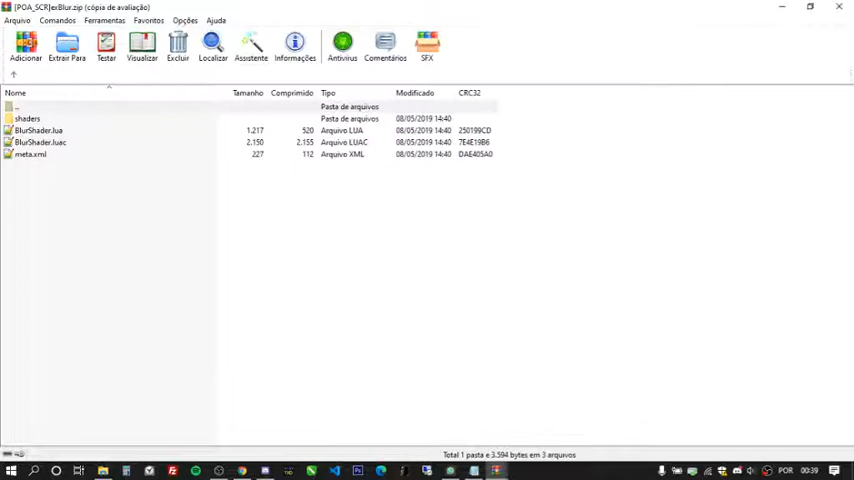 [POA_SCR]exBlur.zip (cópia de avaliação)
Arquivo Comandos Ferramentas Favoritos Opções Ajuda
Adicionar Extrair Para Testar Visualizar Excluir Localizar Assistente Informações Antivírus Comentários SFX
Nome Tamanho Comprimido Tipo Modificado CRC32
.. Pasta de arquivos
shaders Pasta de arquivos 08/05/2019 14:40
BlurShader.lua 1.217 520 Arquivo LUA 08/05/2019 14:40 250199CD
BlurShader.luac 2.150 2.155 Arquivo LUAC 08/05/2019 14:40 7E4E19B6
meta.xml 227 112 Arquivo XML 08/05/2019 14:40 DAE405A0
Total 1 pasta e 3.594 bytes em 3 arquivos
POR 00:39